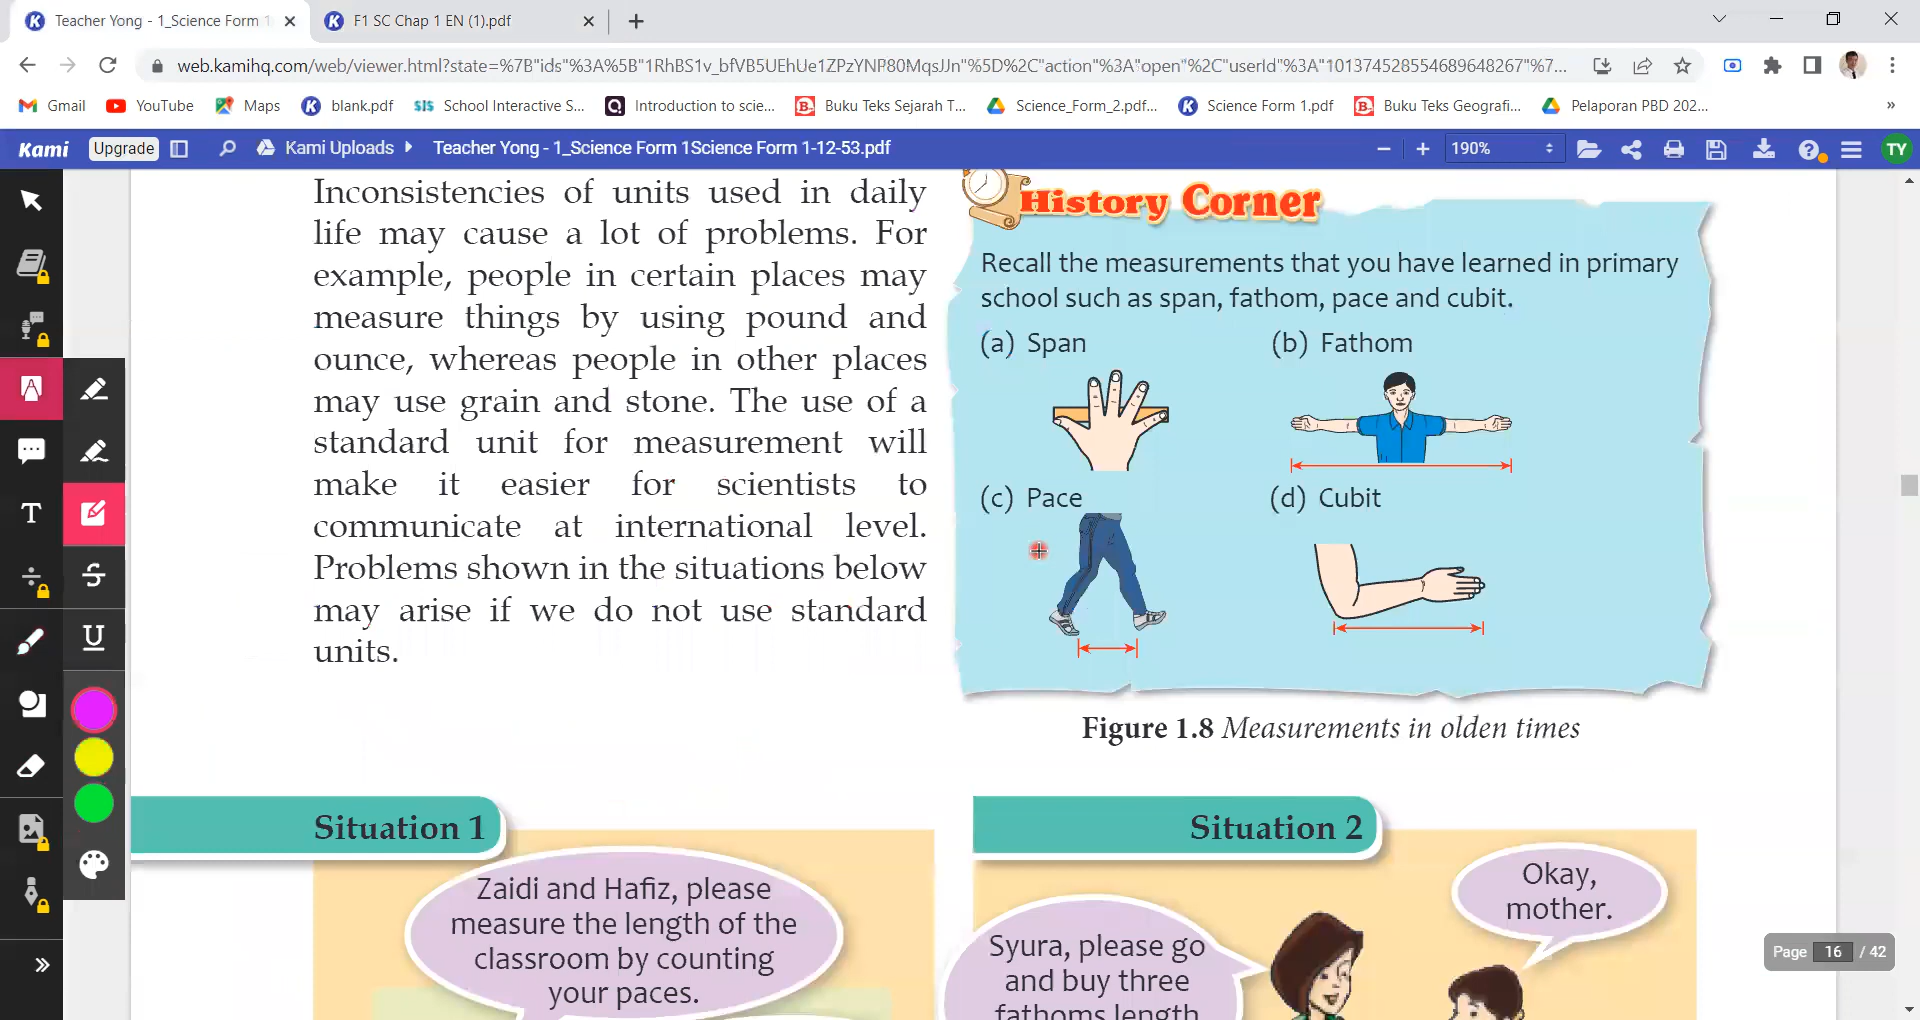 Teacher Yong - 1_Science Form 1
F1 SC Chap 1 EN (1).pdf
web.kamihq.com/web/viewer.html?state=%7B"ids"%3A%5B"1RhBS1v_bfVB5UEhUe1ZPzYNP80MqsJJn"%5D%2C"action"%3A"open"%2C"userId"%3A"101374528554689648267"%7...
Gmail YouTube Maps blank.pdf SIS School Interactive S... Introduction to scie... Buku Teks Sejarah T... Science_Form_2.pdf... Science Form 1.pdf Buku Teks Geografi... Pelaporan PBD 202... »
Kami Upgrade Kami Uploads Teacher Yong - 1_Science Form 1Science Form 1-12-53.pdf 190% TY
Inconsistencies of units used in daily
life may cause a lot of problems. For
example, people in certain places may
measure things by using pound and
ounce, whereas people in other places
may use grain and stone. The use of a
standard unit for measurement will
make it easier for scientists to
communicate at international level.
Problems shown in the situations below
may arise if we do not use standard
units.
History Corner
Recall the measurements that you have learned in primary
school such as span, fathom, pace and cubit.
(a) Span
(b) Fathom
(c) Pace
(d) Cubit
Figure 1.8 Measurements in olden times
Situation 1
Zaidi and Hafiz, please
measure the length of the
classroom by counting
your paces.
Situation 2
Okay,
mother.
Syura, please go
and buy three
fathoms length
Page 16 / 42